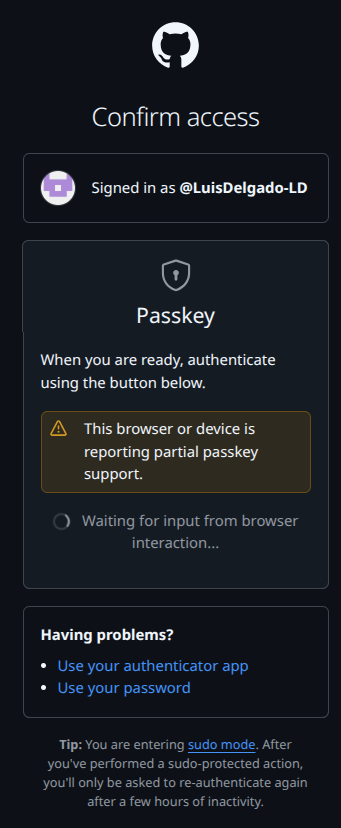 Confirm access
Signed in as @LuisDelgado-LD
Passkey
When you are ready, authenticate
using the button below.
This browser or device is
reporting partial passkey
support.
Waiting for input from browser
interaction...
Having problems?
• Use your authenticator app
• Use your password
Tip: You are entering sudo mode. After
you've performed a sudo-protected action,
you'll only be asked to re-authenticate again
after a few hours of inactivity.